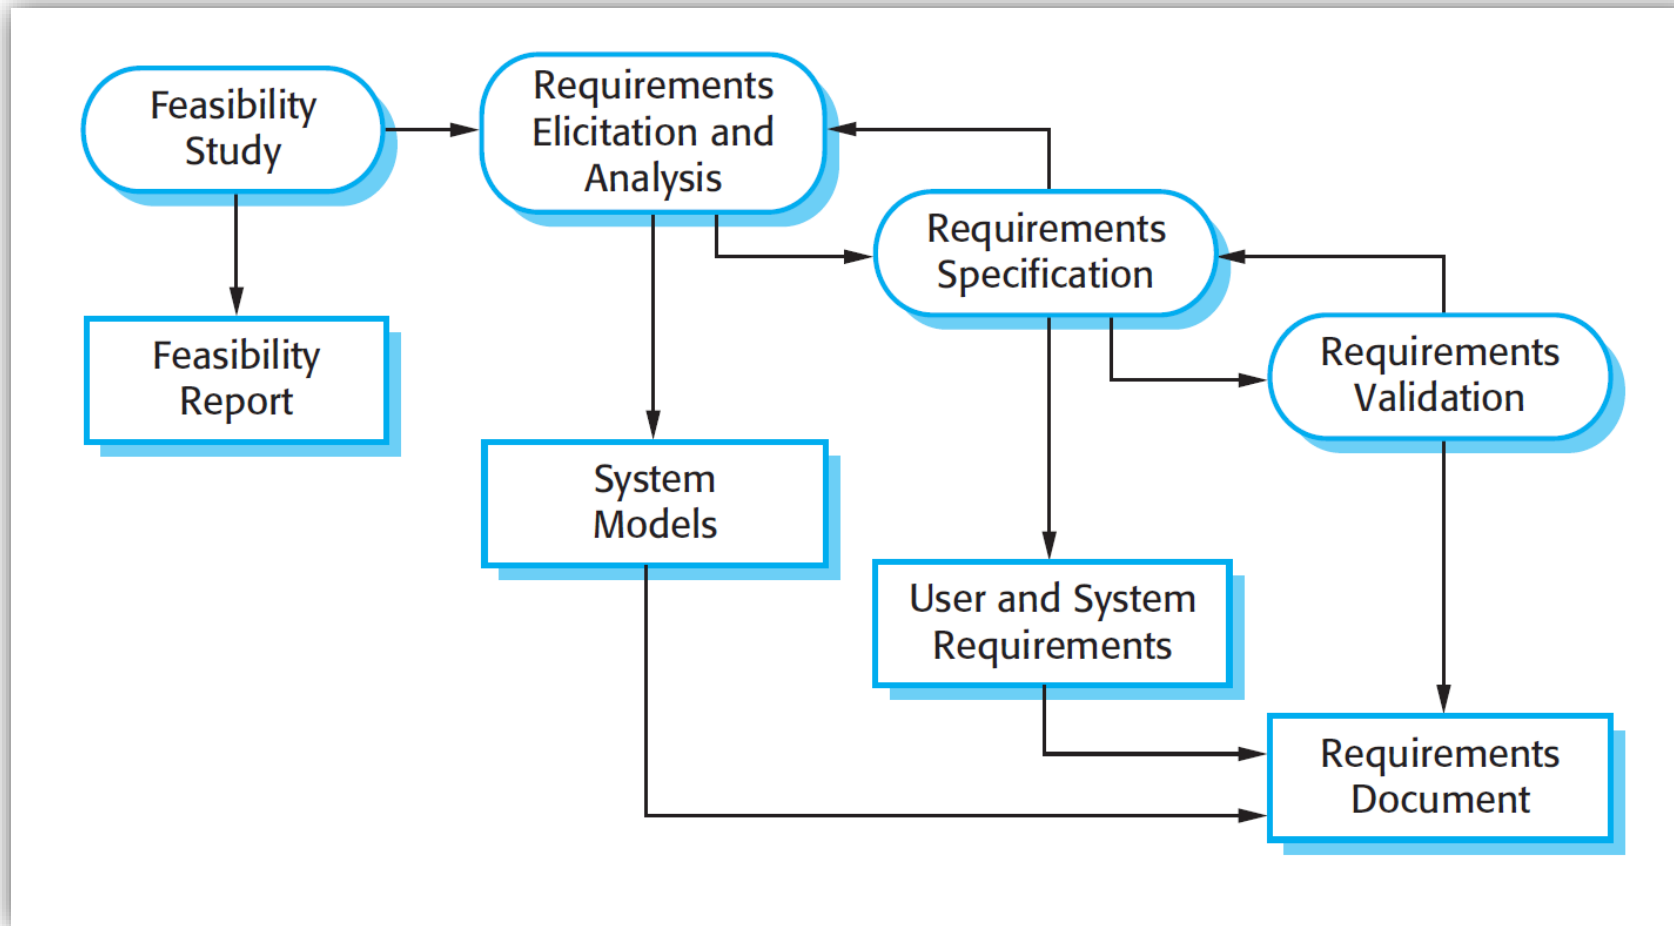 Feasibility
Study
Requirements
Elicitation and
Analysis
Requirements
Specification
Requirements
Validation
Feasibility
Report
System
Models
User and System
Requirements
Requirements
Document